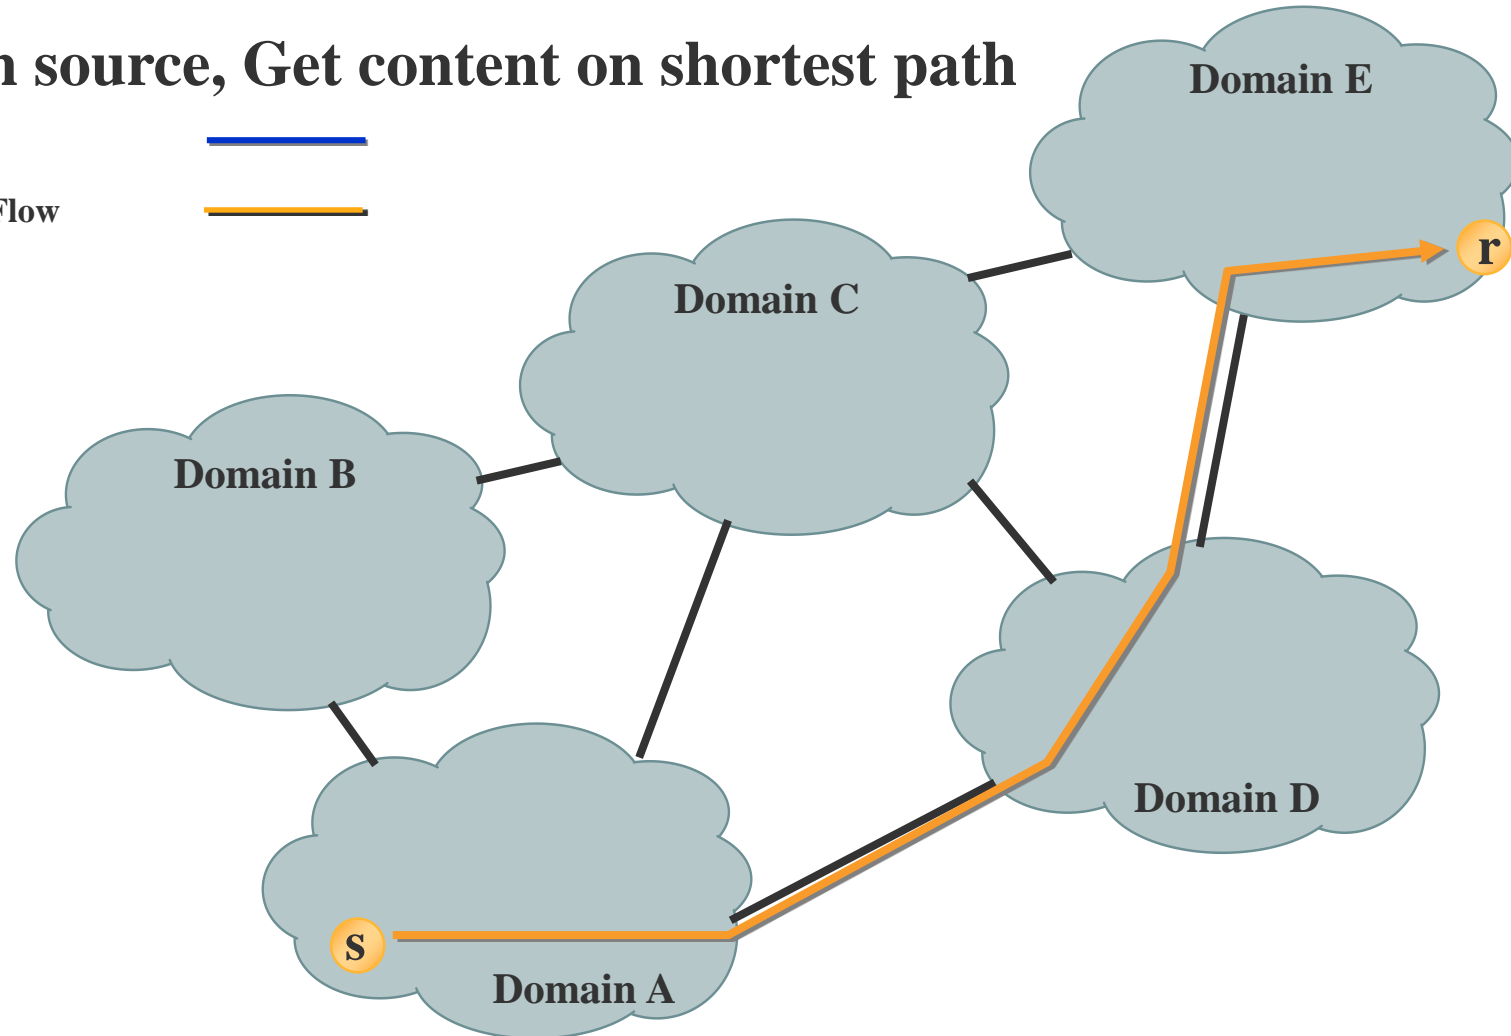 source, Get content on shortest path
Domain E
Flow
r
Domain C
Domain B
Domain D
s
Domain A